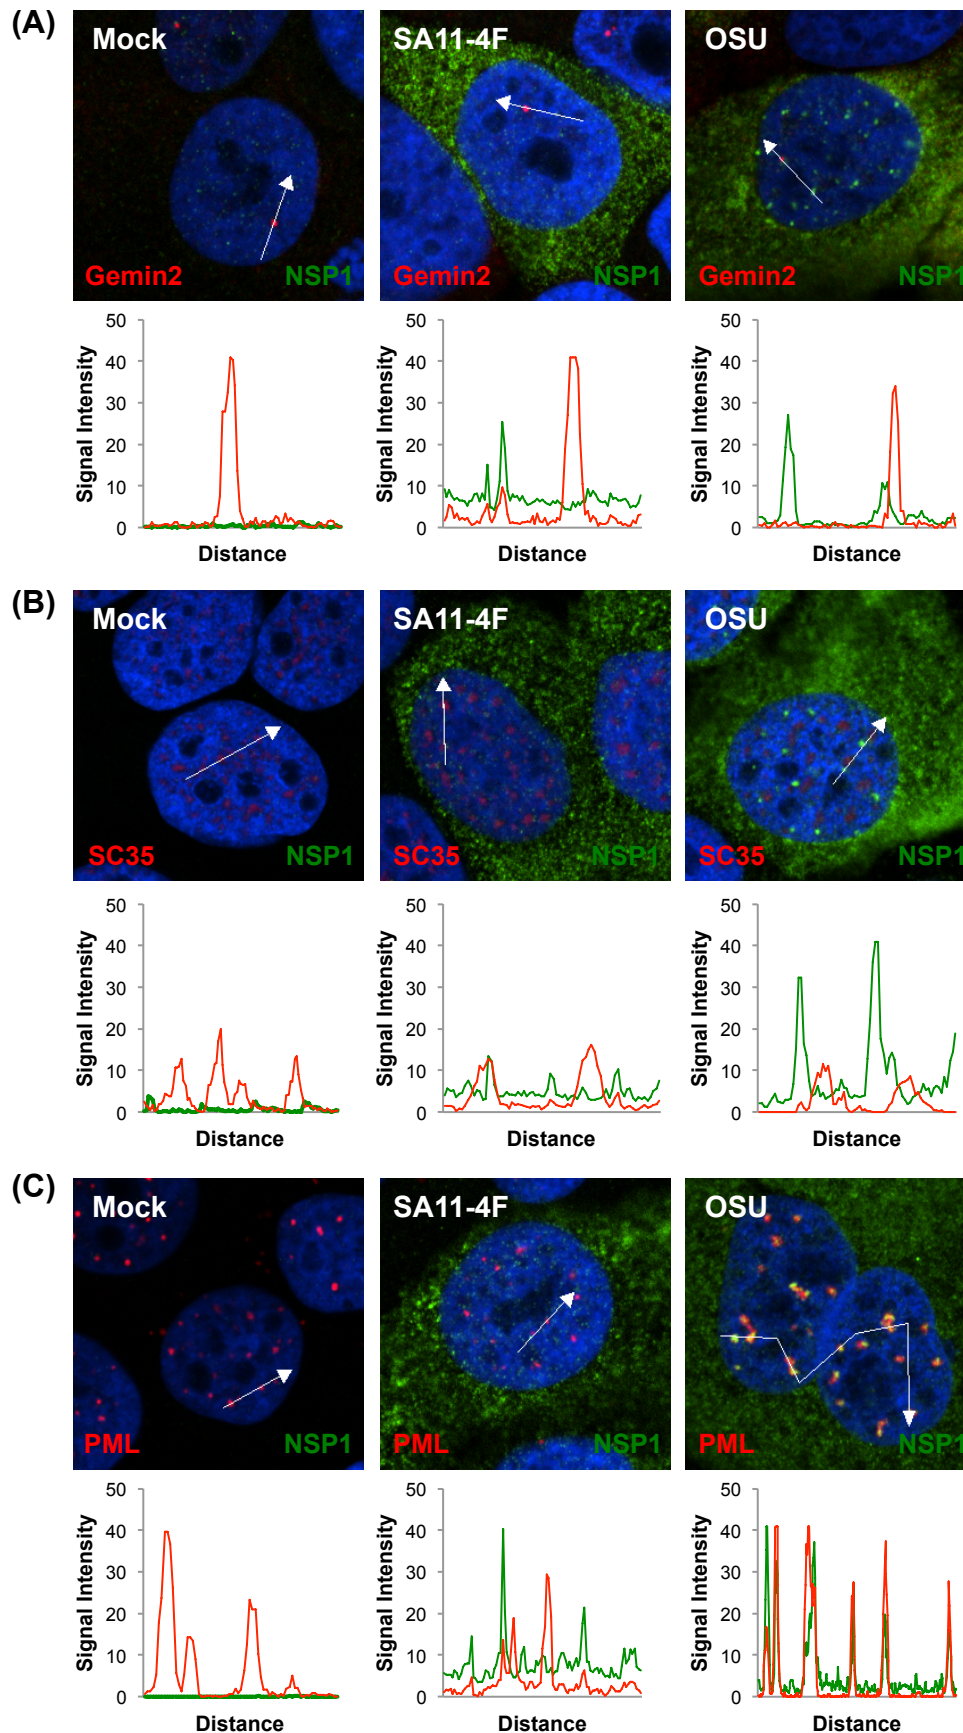 (A)
Mock SA11-4F OSU
Gemin2 NSP1 Gemin2 NSP1 Gemin2 NSP1
50 50 50
40 40 40
30 30 30
20 20 20
10 10 10
0 0 0
Signal Intensity Signal Intensity Signal Intensity
Distance Distance Distance
(B)
Mock SA11-4F OSU
SC35 NSP1 SC35 NSP1 SC35 NSP1
50 50 50
40 40 40
30 30 30
20 20 20
10 10 10
0 0 0
Signal Intensity Signal Intensity Signal Intensity
Distance Distance Distance
(C)
Mock SA11-4F OSU
PML NSP1 PML NSP1 PML NSP1
50 50 50
40 40 40
30 30 30
20 20 20
10 10 10
0 0 0
Signal Intensity Signal Intensity Signal Intensity
Distance Distance Distance